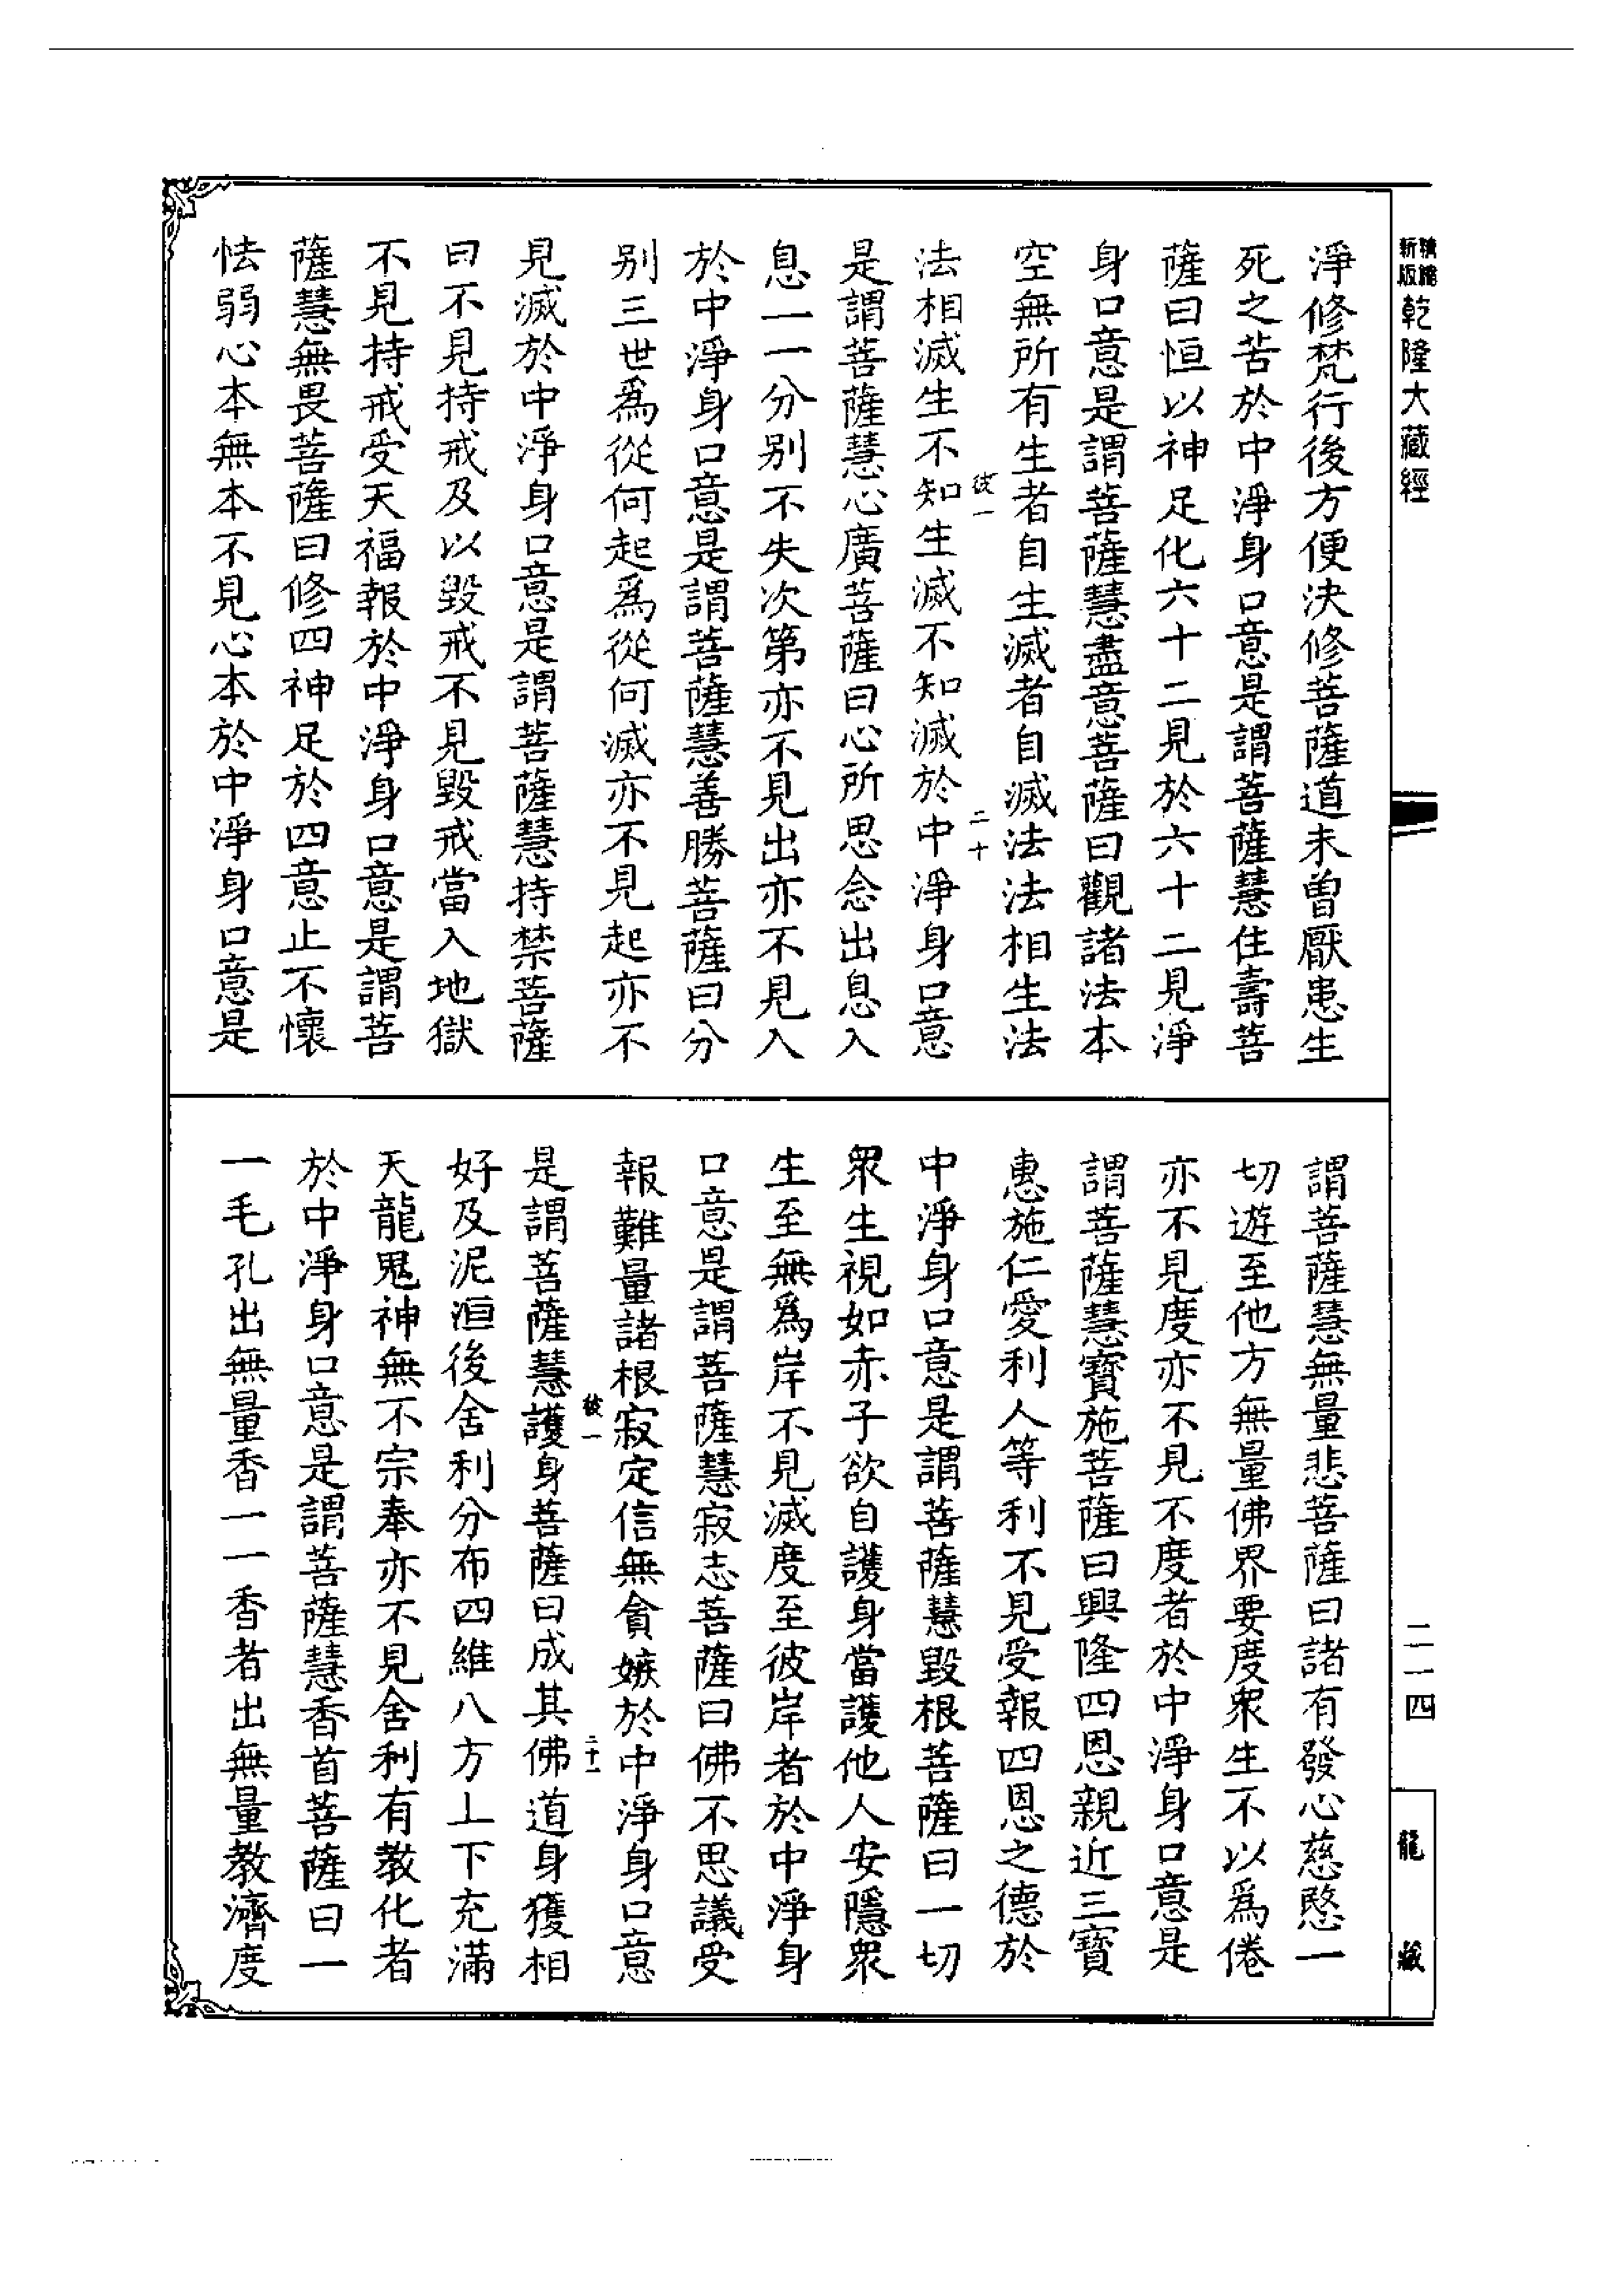 精縮新版乾隆大藏經
淨修梵行後方便決修菩薩道未曾厭患生
死之苦於中淨身口意是謂菩薩慧住壽菩
薩曰恒以神足化六十二見於六十二見淨
身口意是謂菩薩慧盡意菩薩曰觀諸法本
空無所有生者自生滅者自滅法法相生法
彼一 二十
法相滅生不知生滅不知滅於中淨身口意
是謂菩薩慧心廣菩薩曰心所思念出息入
息一一分別不失次第亦不見出亦不見入
於中淨身口意是謂菩薩慧善勝菩薩曰分
別三世爲從何起爲從何滅亦不見起亦不
見滅於中淨身口意是謂菩薩慧持禁菩薩
曰不見持戒及以毀戒不見毀戒當入地獄
不見持戒受天福報於中淨身口意是謂菩
薩慧無畏菩薩曰修四神足於四意止不懷
怯弱心本無本不見心本於中淨身口意是
謂菩薩慧無量悲菩薩曰諸有發心慈愍一
切遊至他方無量佛界要度衆生不以爲倦
亦不見度亦不見不度者於中淨身口意是
謂菩薩慧寶施菩薩曰興隆四恩親近三寶
惠施仁愛利人等利不見受報四恩之德於
中淨身口意是謂菩薩慧毀根菩薩曰一切
衆生視如赤子欲自護身當護他人安隱衆
生至無爲岸不見滅度至彼岸者於中淨身
口意是謂菩薩慧寂志菩薩曰佛不思議受
報難量諸根寂定信無貪嫉於中淨身口意
彼一 二十一
是謂菩薩慧護身菩薩曰成其佛道身獲相
好及泥洹後舍利分布四維八方上下充滿
天龍鬼神無不宗奉亦不見舍利有教化者
於中淨身口意是謂菩薩慧香首菩薩曰一
一毛孔出無量香一一香者出無量教濟度
二一四
龍藏